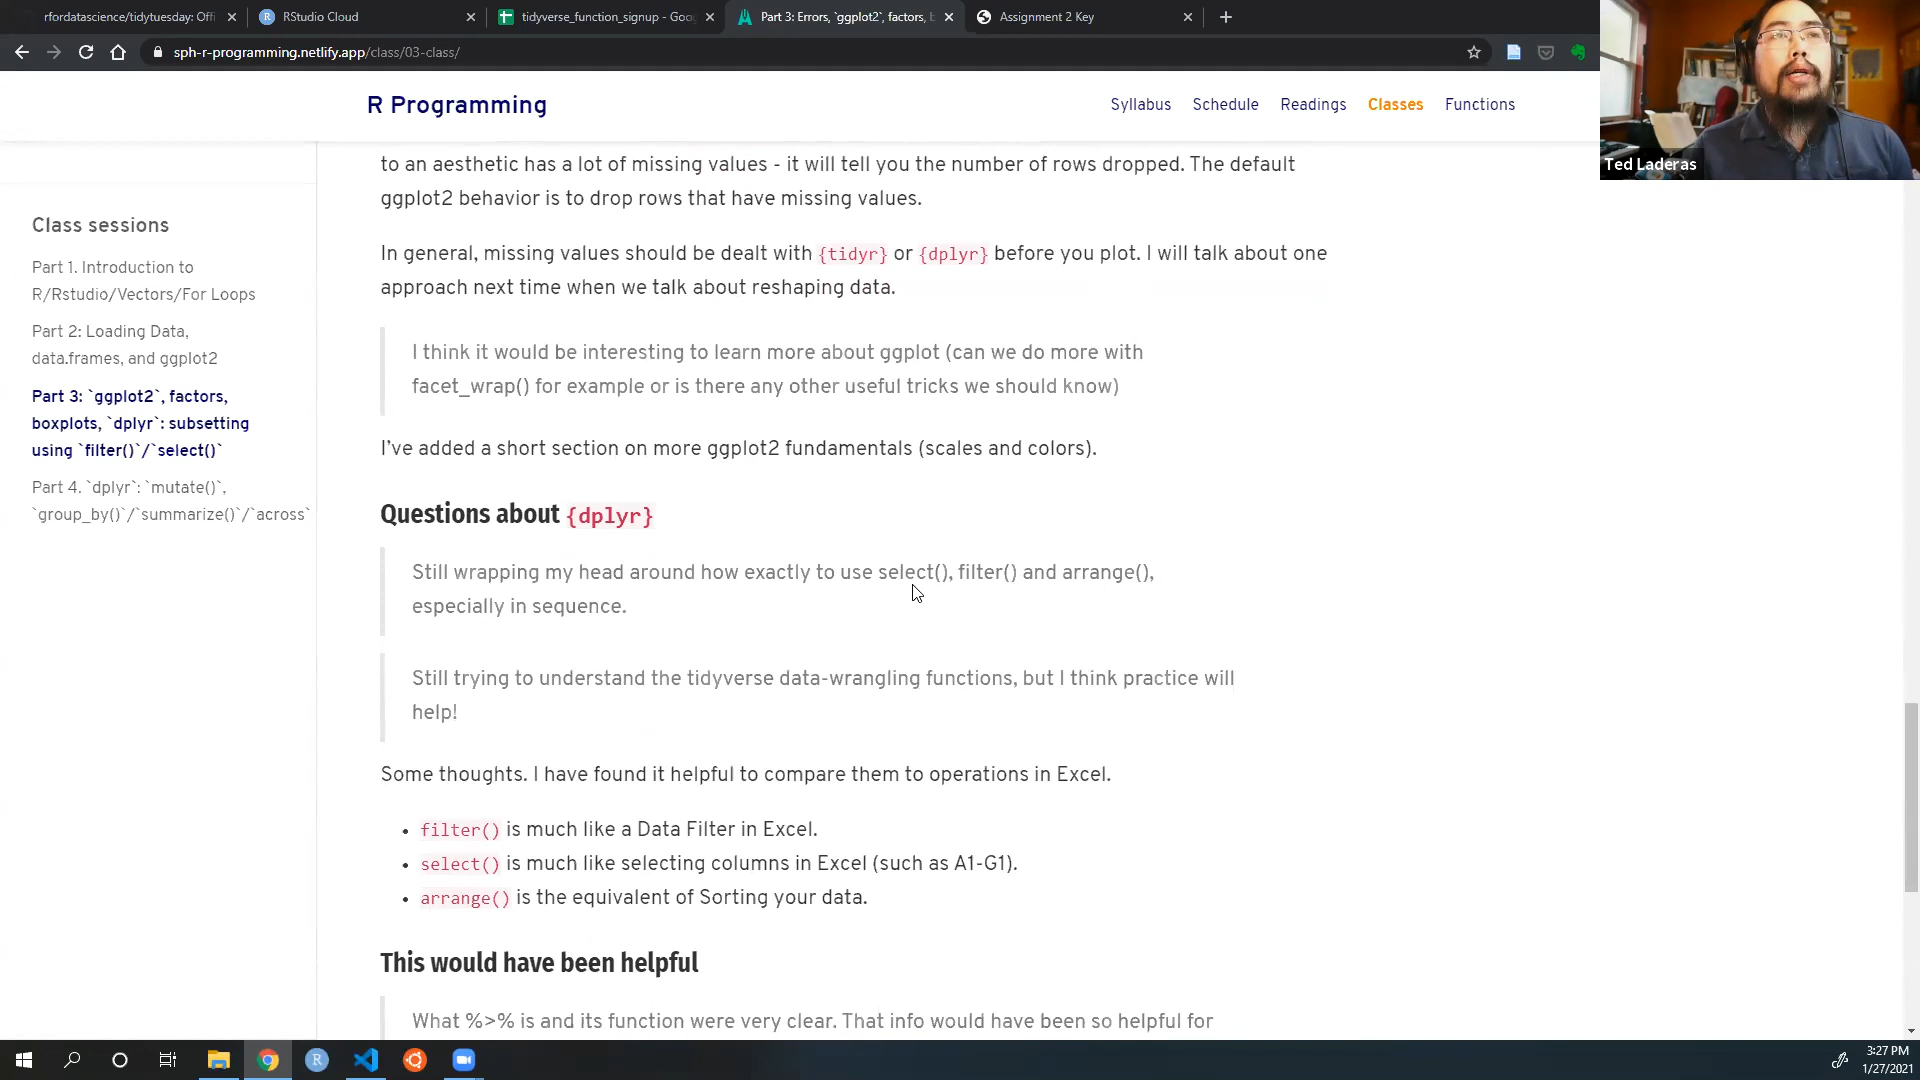 rfordatascience/tidytuesday: Offi
RStudio Cloud
tidyverse_function_signup - Goog
Part 3: Errors, `ggplot2`, factors, b
Assignment 2 Key
sph-r-programming.netlify.app/class/03-class/
R Programming
Syllabus
Schedule
Readings
Classes
Functions
Ted Laderas
Class sessions
Part 1. Introduction to
R/Rstudio/Vectors/For Loops
Part 2: Loading Data,
data.frames, and ggplot2
Part 3: `ggplot2`, factors,
boxplots, `dplyr`: subsetting
using `filter()`/`select()`
Part 4. `dplyr`: `mutate()`,
`group_by()`/`summarize()`/`across`
to an aesthetic has a lot of missing values - it will tell you the number of rows dropped. The default
ggplot2 behavior is to drop rows that have missing values.
In general, missing values should be dealt with {tidyr} or {dplyr} before you plot. I will talk about one
approach next time when we talk about reshaping data.
I think it would be interesting to learn more about ggplot (can we do more with
facet_wrap() for example or is there any other useful tricks we should know)
I've added a short section on more ggplot2 fundamentals (scales and colors).
Questions about {dplyr}
Still wrapping my head around how exactly to use select(), filter() and arrange(),
especially in sequence.
Still trying to understand the tidyverse data-wrangling functions, but I think practice will
help!
Some thoughts. I have found it helpful to compare them to operations in Excel.
• filter() is much like a Data Filter in Excel.
• select() is much like selecting columns in Excel (such as A1-G1).
• arrange() is the equivalent of Sorting your data.
This would have been helpful
What %>% is and its function were very clear. That info would have been so helpful for
3:27 PM
1/27/2021